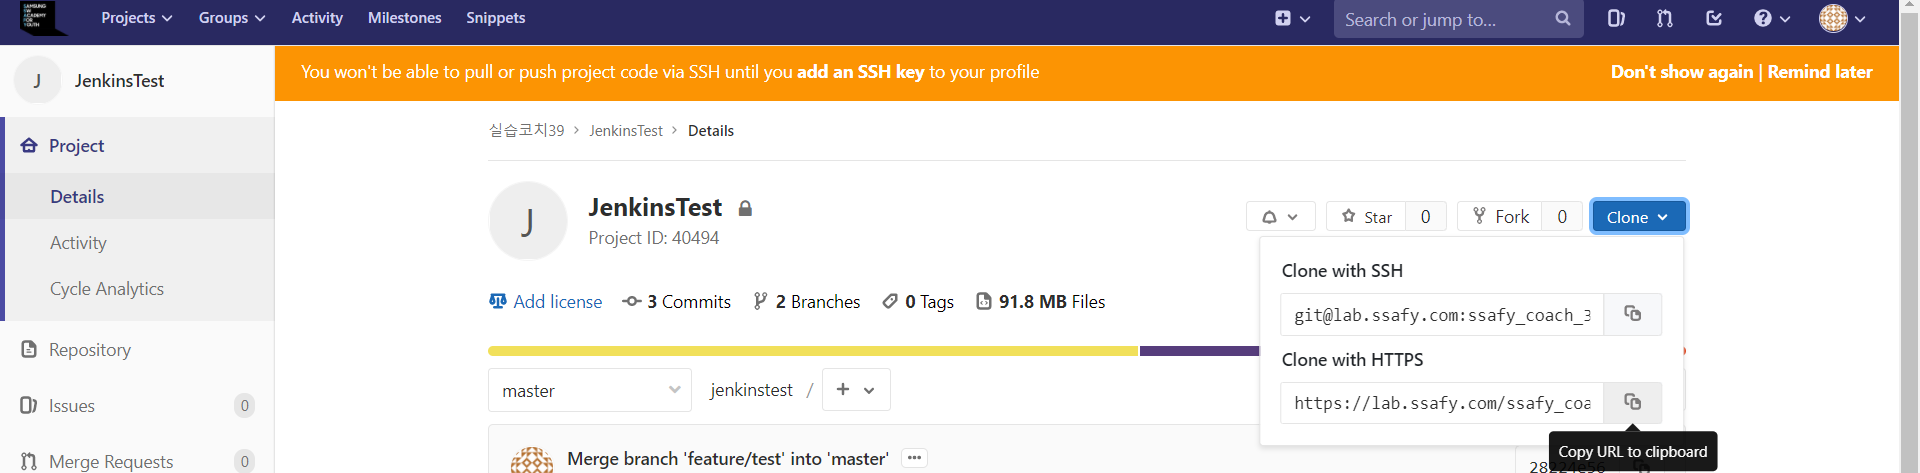 SAMSUNG
SW
ACADEMY
FOR
YOUTH
Projects
Groups
Activity
Milestones
Snippets
Search or jump to...
J
JenkinsTest
You won't be able to pull or push project code via SSH until you add an SSH key to your profile
Don't show again | Remind later
실습코치39 > JenkinsTest > Details
Project
Details
Activity
Cycle Analytics
Repository
Issues 0
Merge Requests 0
J
JenkinsTest
Project ID: 40494
Star 0
Fork 0
Clone
Add license
3 Commits
2 Branches
0 Tags
91.8 MB Files
Clone with SSH
git@lab.ssafy.com:ssafy_coach_3
Clone with HTTPS
https://lab.ssafy.com/ssafy_coa
Copy URL to clipboard
master
jenkinstest / +
Merge branch 'feature/test' into 'master'